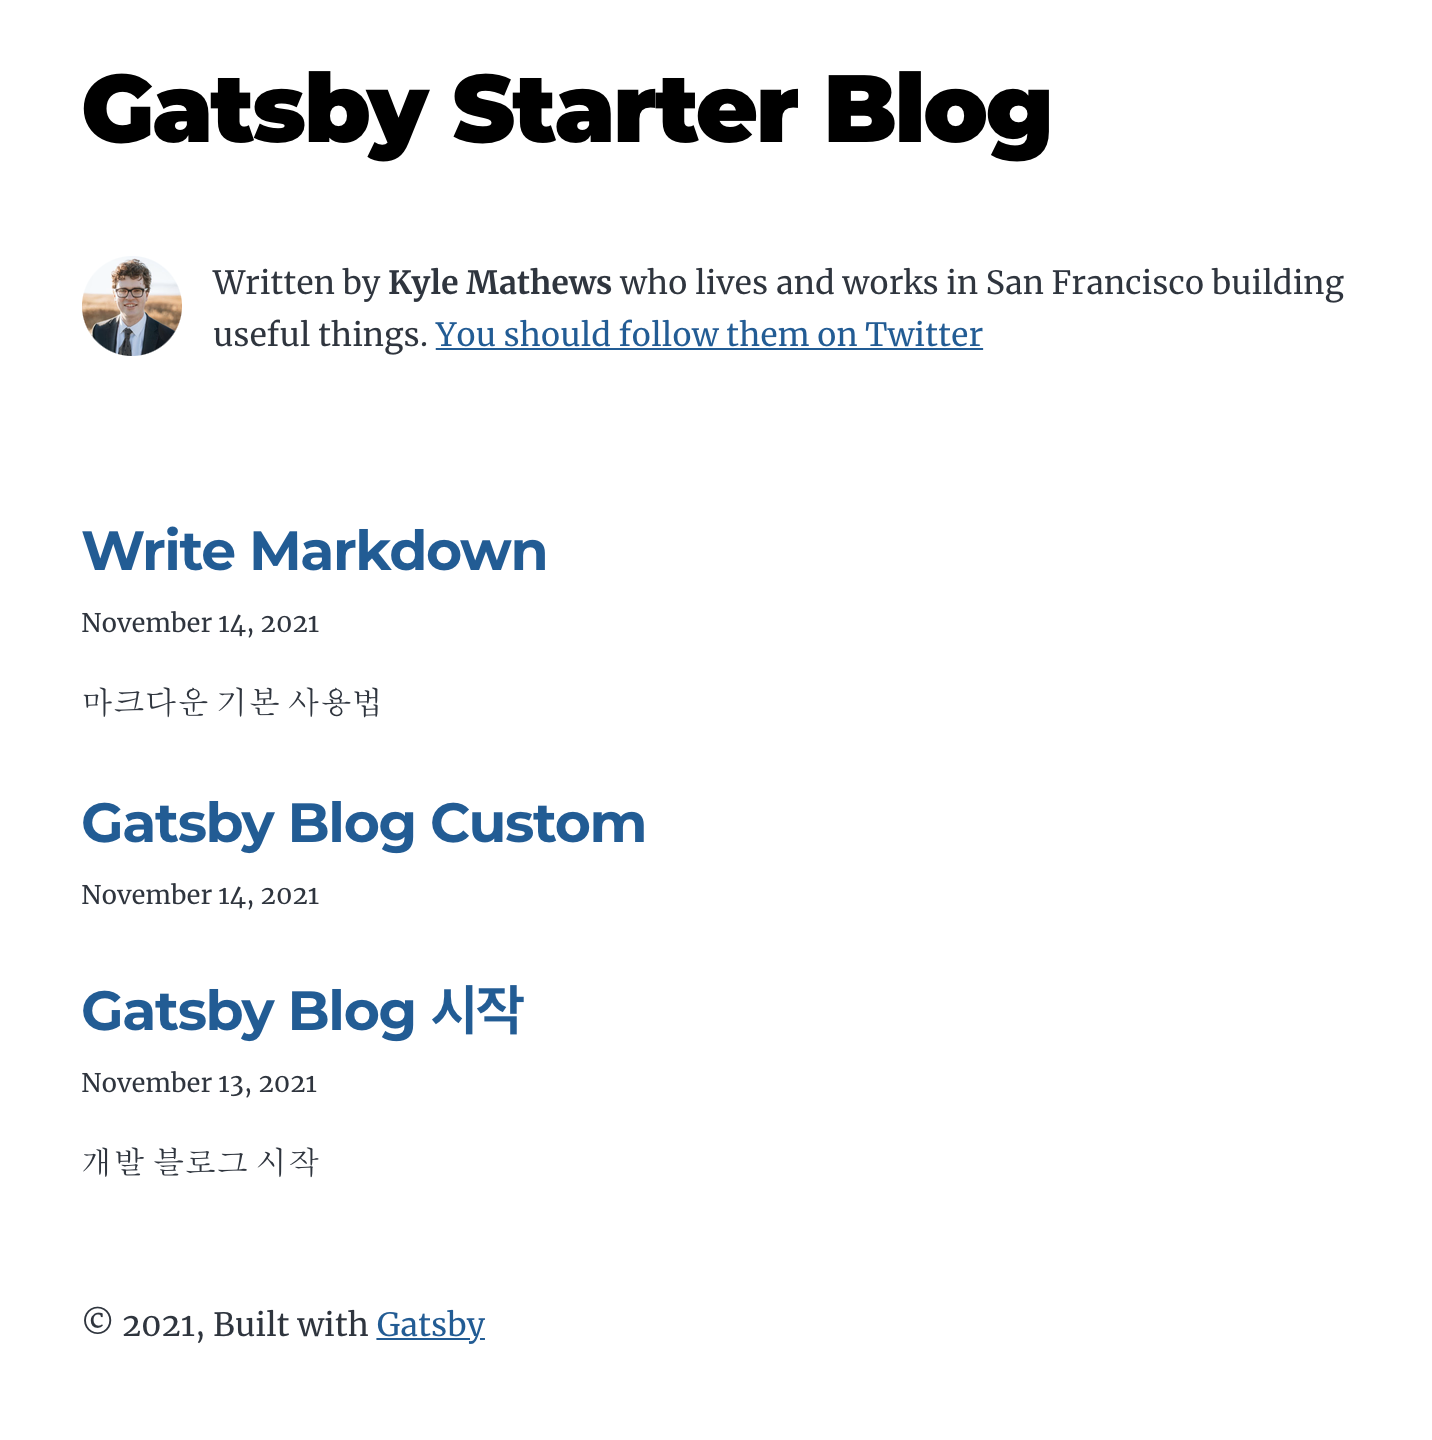 Gatsby Starter Blog
Written by Kyle Mathews who lives and works in San Francisco building
useful things. You should follow them on Twitter
Write Markdown
November 14, 2021
마크다운 기본 사용법
Gatsby Blog Custom
November 14, 2021
Gatsby Blog 시작
November 13, 2021
개발 블로그 시작
© 2021, Built with Gatsby